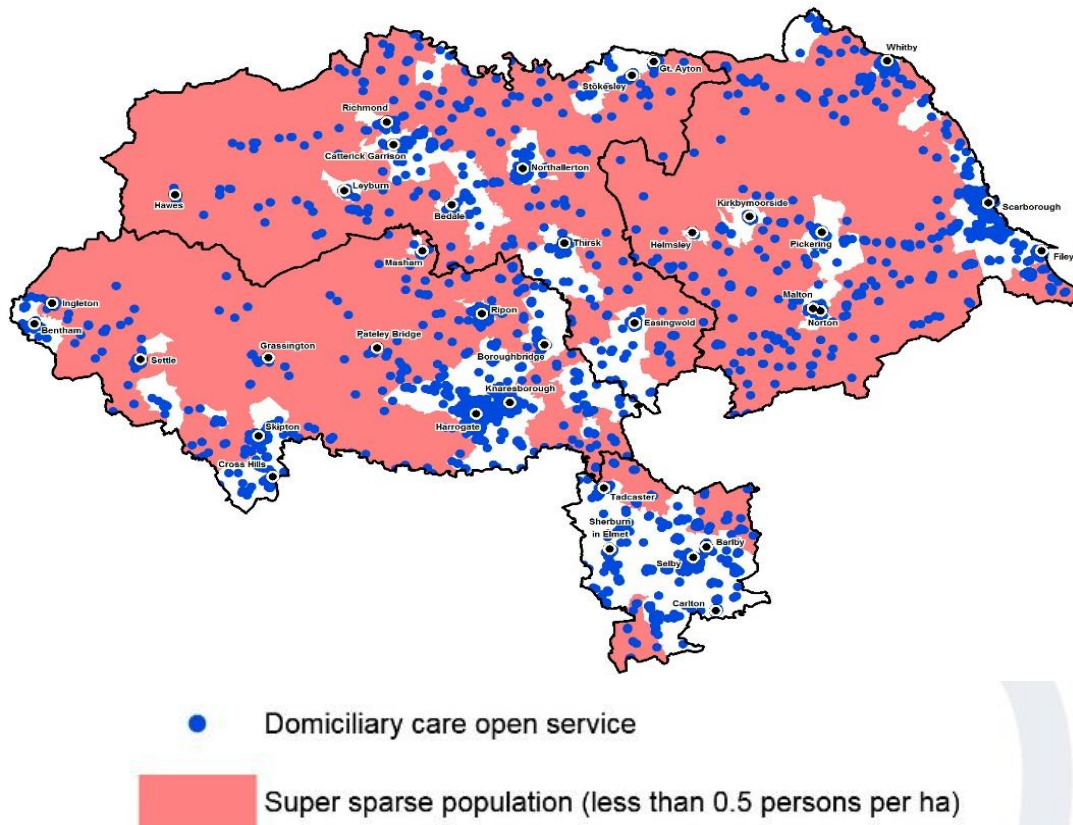 Whitby
Gt. Ayton
Stokesley
Richmond
Catterick Garrison
Northallerton
Leyburn
Hawes
Bedale
Kirkbymoorside
Scarborough
Helmsley
Pickering
Thirsk
Masham
Filey
Ingleton
Malton
Ripon
Norton
Bentham
Easingwold
Pateley Bridge
Grassington
Settle
Boroughbridge
Knaresborough
Harrogate
Skipton
Cross Hills
Tadcaster
Sherburn
in Elmet
Barlby
Selby
Carlton
Domiciliary care open service
Super sparse population (less than 0.5 persons per ha)